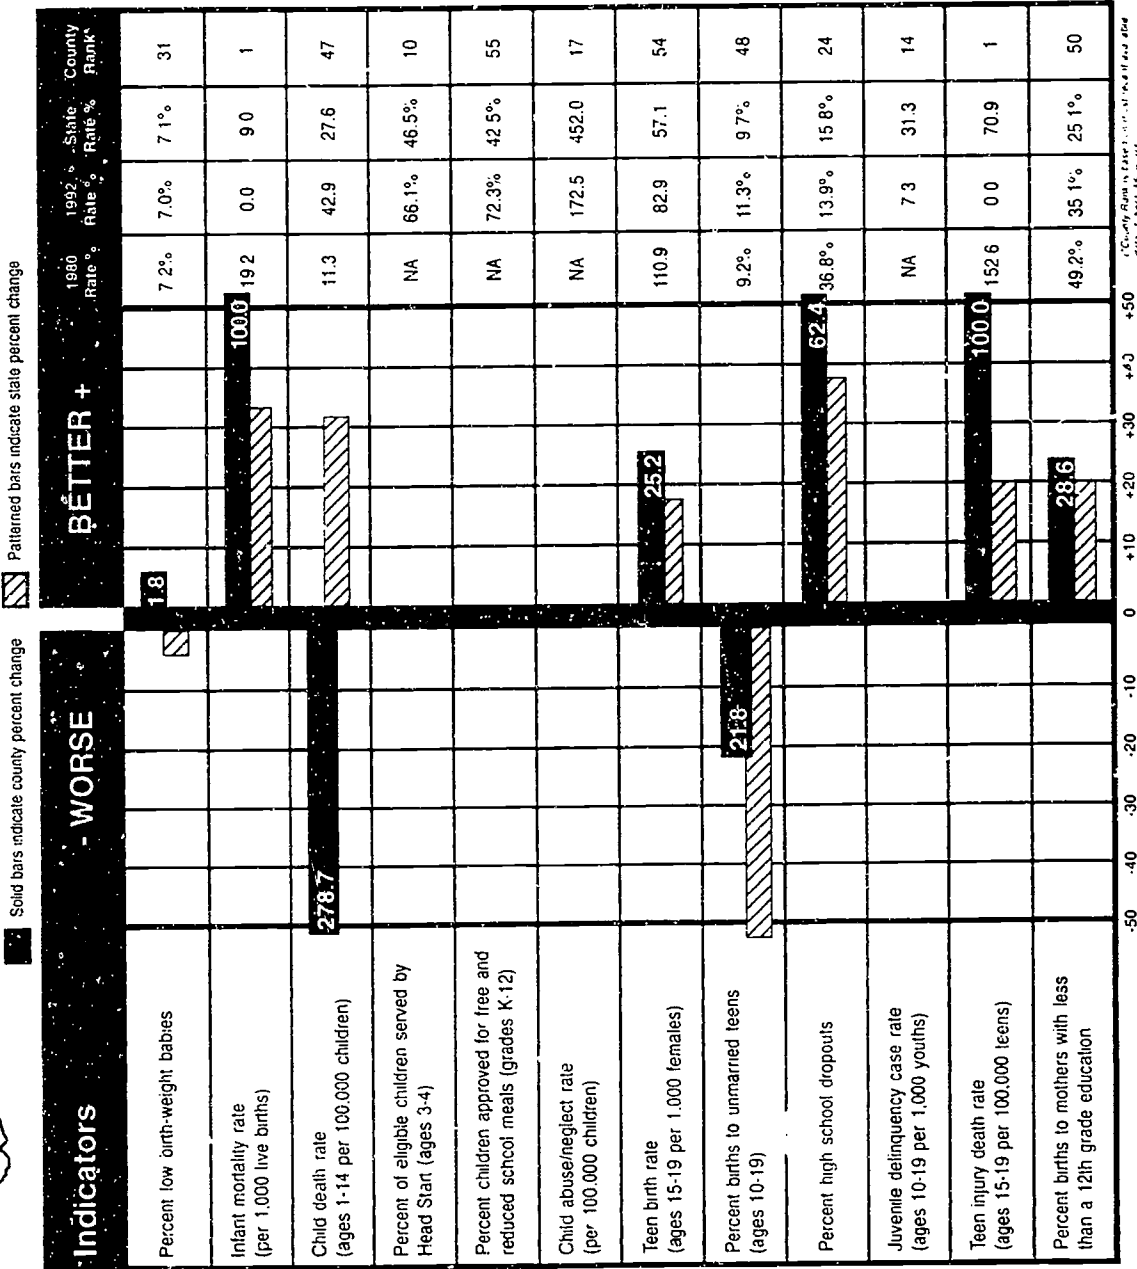 Solid bars indicate county percent change
Patterned bars indicate state percent change
Indicators
- WORSE
BETTER +
1980 Rate %
1992 Rate %
State Rate %
County Rank*
Percent low birth-weight babies
1.8
7.2%
7.0%
7 1%
31
Infant mortality rate
(per 1,000 live births)
100.0
19.2
0.0
9 0
1
Child death rate
(ages 1-14 per 100,000 children)
278.7
11.3
42.9
27.6
47
Percent of eligible children served by
Head Start (ages 3-4)
NA
66.1%
46.5%
10
Percent children approved for free and
reduced school meals (grades K-12)
NA
72.3%
42 5%
55
Child abuse/neglect rate
(per 100,000 children)
NA
172.5
452.0
17
Teen birth rate
(ages 15-19 per 1,000 females)
25.2
110.9
82.9
57.1
54
Percent births to unmarried teens
(ages 10-19)
21.8
9.2%
11.3%
9 7%
48
Percent high school dropouts
62.4
36.8%
13.9%
15 8%
24
Juvenile delinquency case rate
(ages 10-19 per 1,000 youths)
NA
7 3
31.3
14
Teen injury death rate
(ages 15-19 per 100,000 teens)
100.0
152 6
0 0
70.9
1
Percent births to mothers with less
than a 12th grade education
28.6
49.2%
35 1%
25 1%
50
-50
-40
-30
-20
-10
0
+10
+20
+30
+40
+50
County Rank is